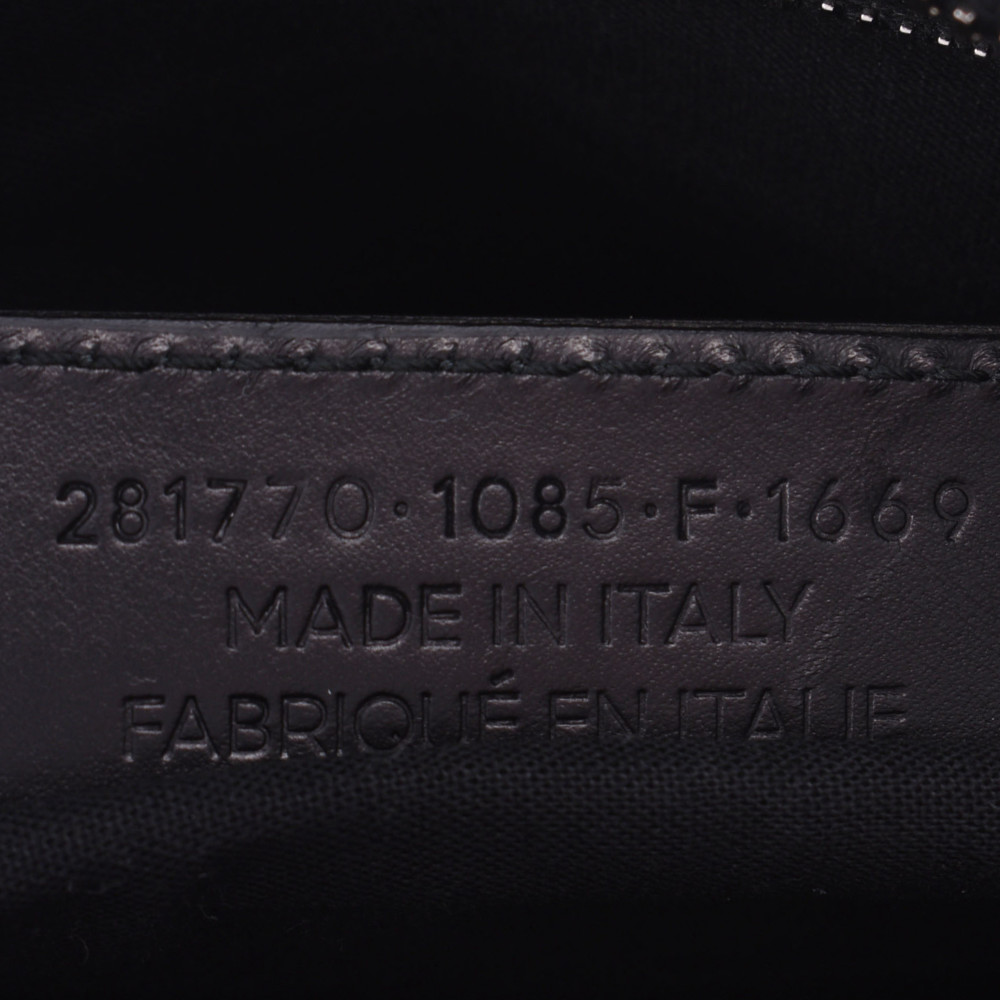 281770·1085·F·1669
MADE IN ITALY
FABRIQUÉ EN ITALIE